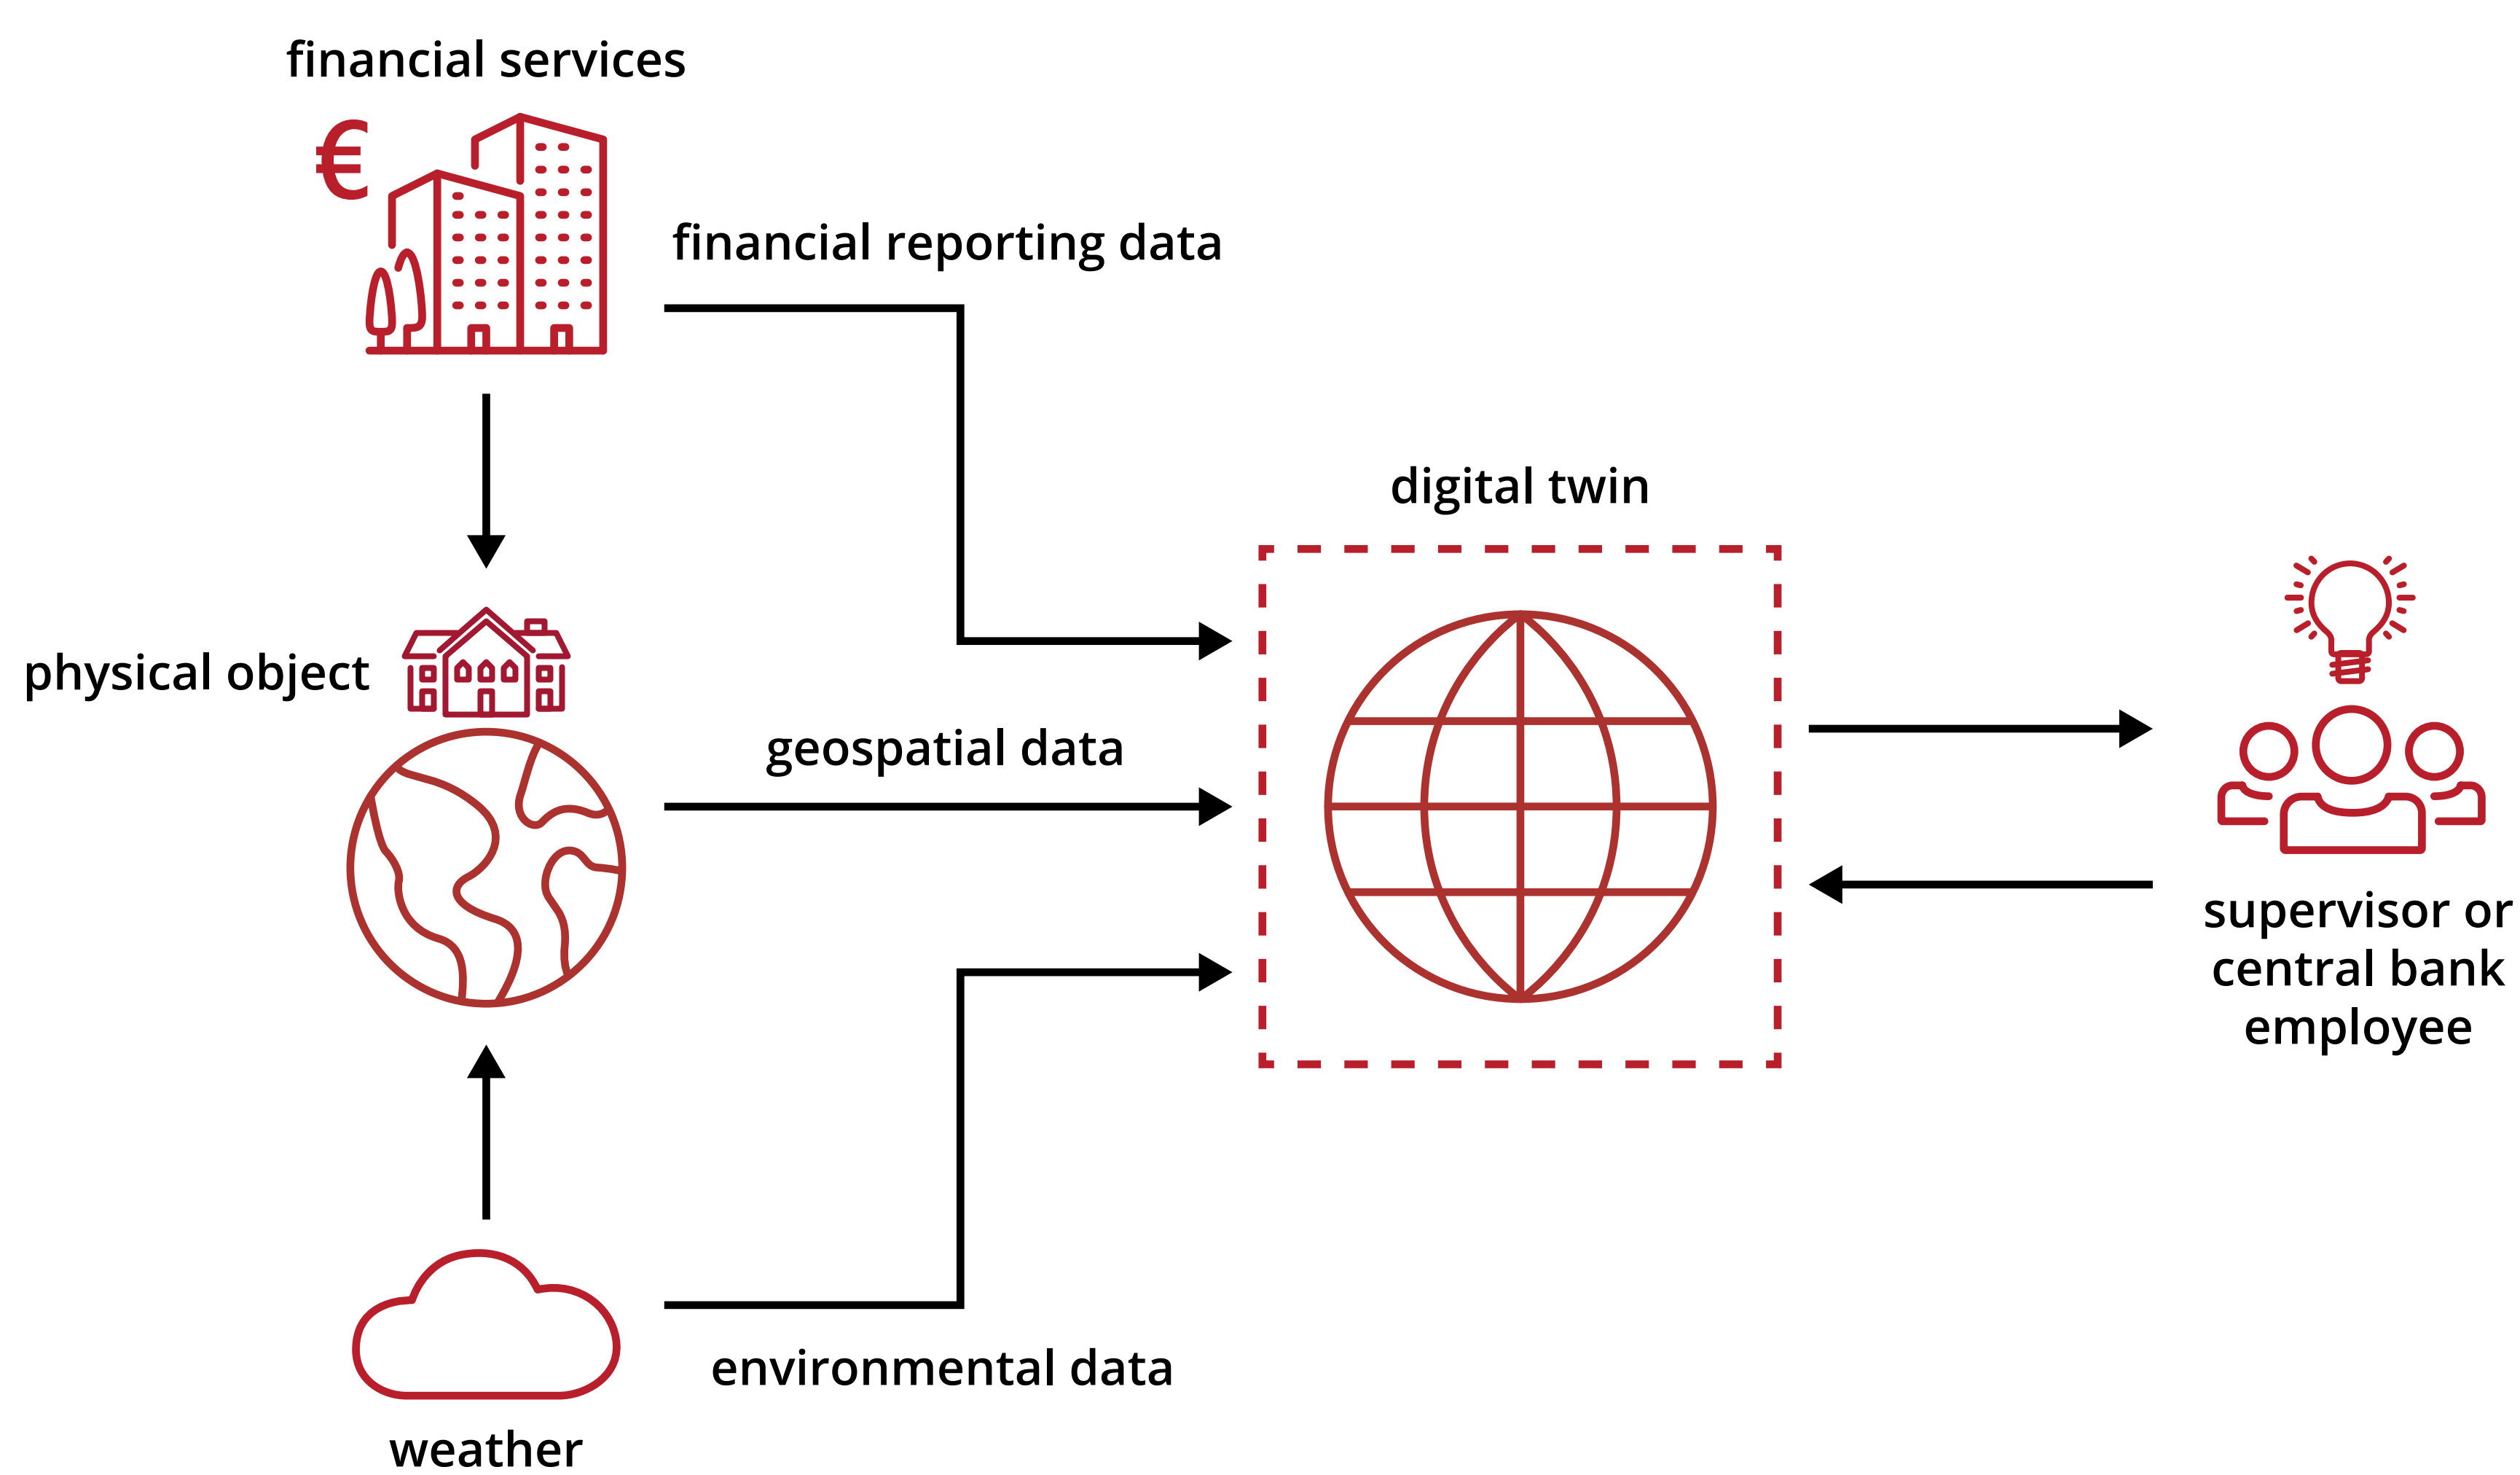 financial services
€
financial reporting data
digital twin
physical object
geospatial data
supervisor or
central bank
employee
environmental data
weather